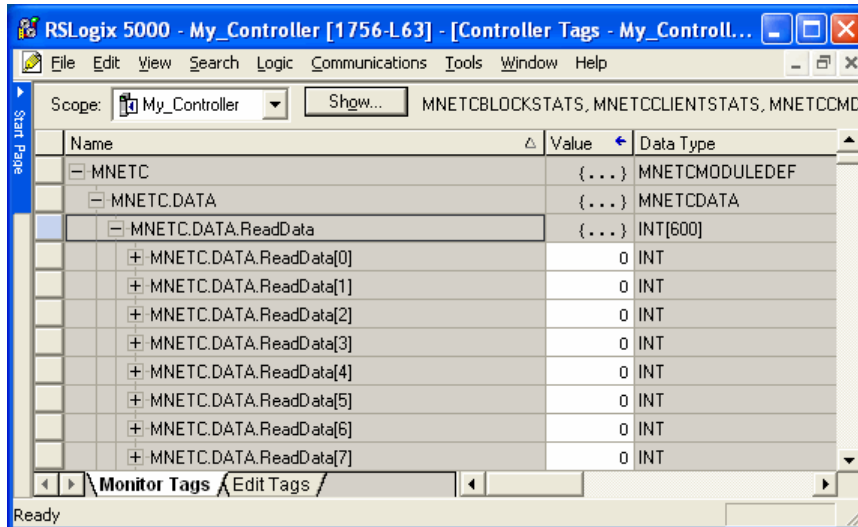 RSLogix 5000 - My_Controller [1756-L63] - [Controller Tags - My_Controll...
File Edit View Search Logic Communications Tools Window Help
Start Page
Scope: My_Controller Show... MNETCBLOCKSTATS, MNETCCLIENTSTATS, MNETCCMD
Name Value Data Type
MNETC {...} MNETCMODULEDEF
MNETC.DATA {...} MNETCDATA
MNETC.DATA.ReadData {...} INT[600]
MNETC.DATA.ReadData[0] 0 INT
MNETC.DATA.ReadData[1] 0 INT
MNETC.DATA.ReadData[2] 0 INT
MNETC.DATA.ReadData[3] 0 INT
MNETC.DATA.ReadData[4] 0 INT
MNETC.DATA.ReadData[5] 0 INT
MNETC.DATA.ReadData[6] 0 INT
MNETC.DATA.ReadData[7] 0 INT
Monitor Tags Edit Tags
Ready